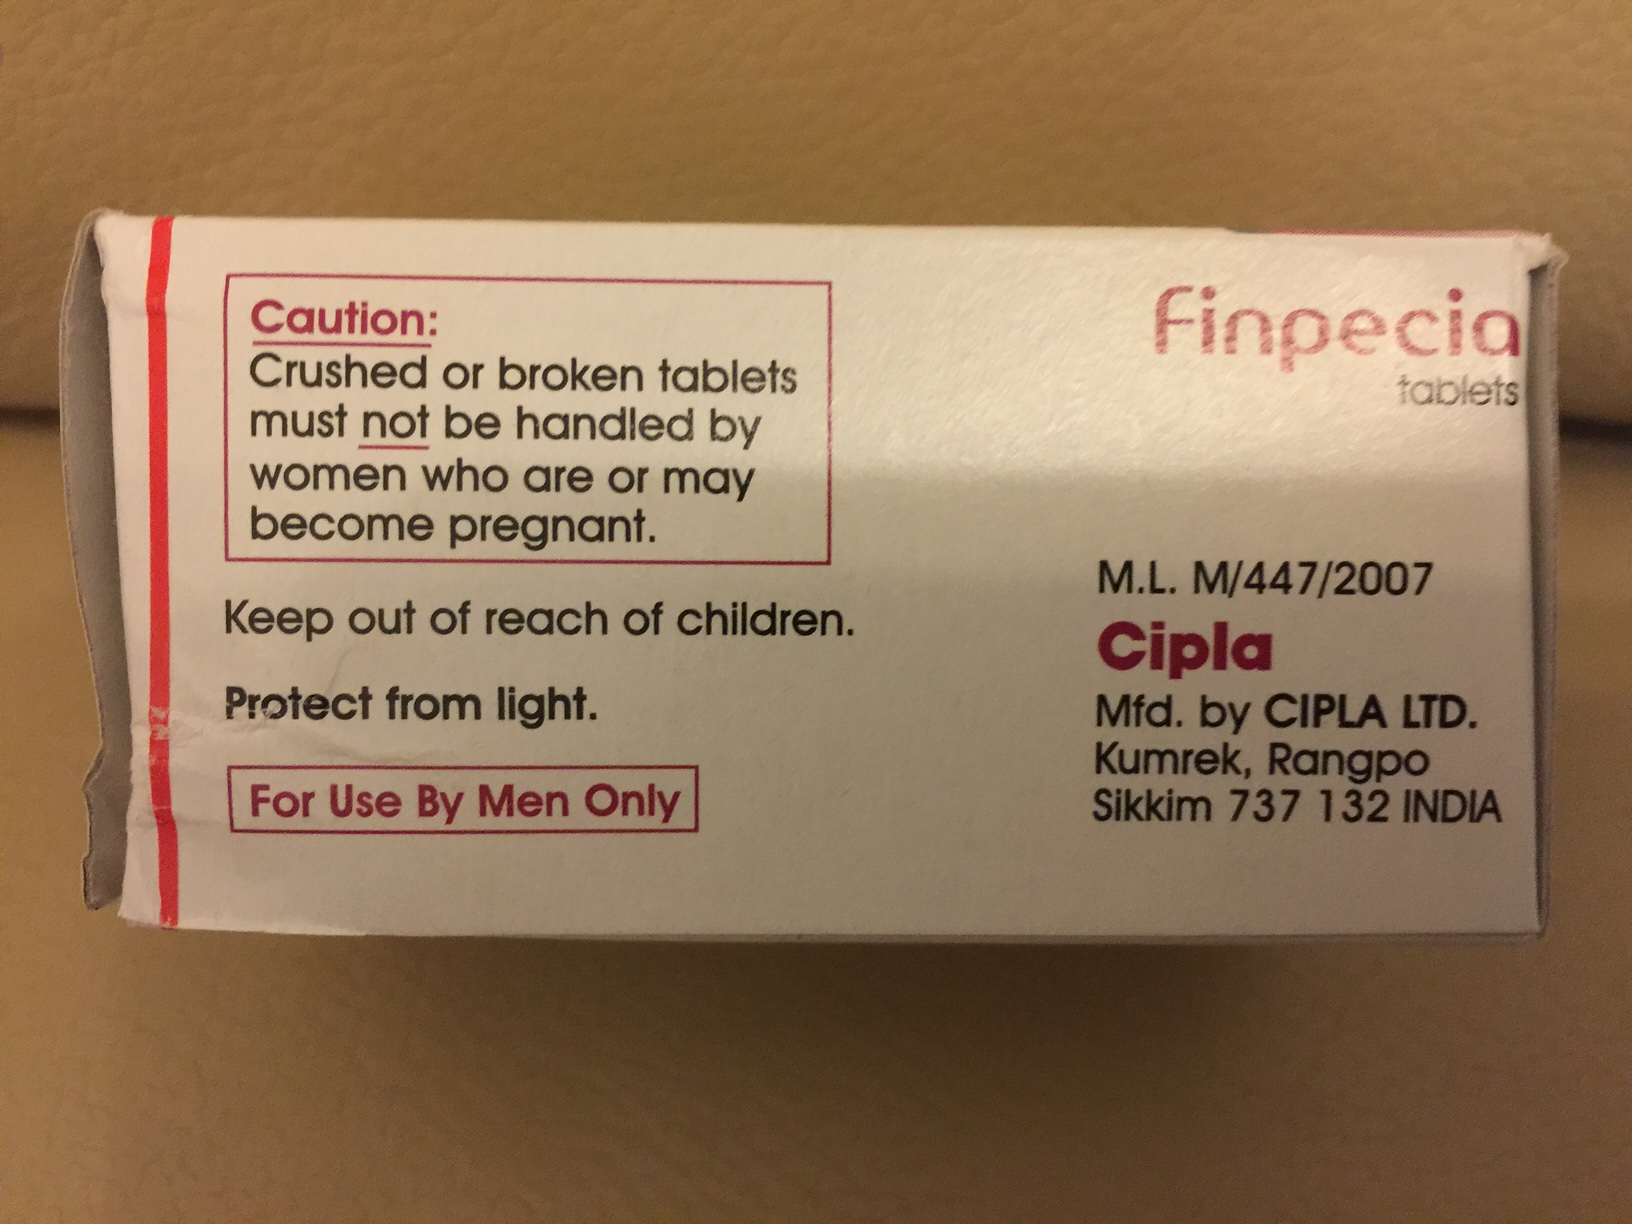 Caution:
Crushed or broken tablets
must not be handled by
women who are or may
become pregnant.
Keep out of reach of children.
Protect from light.
For Use By Men Only
Finpecia
tablets
M.L. M/447/2007
Cipla
Mfd. by CIPLA LTD.
Kumrek, Rangpo
Sikkim 737 132 INDIA